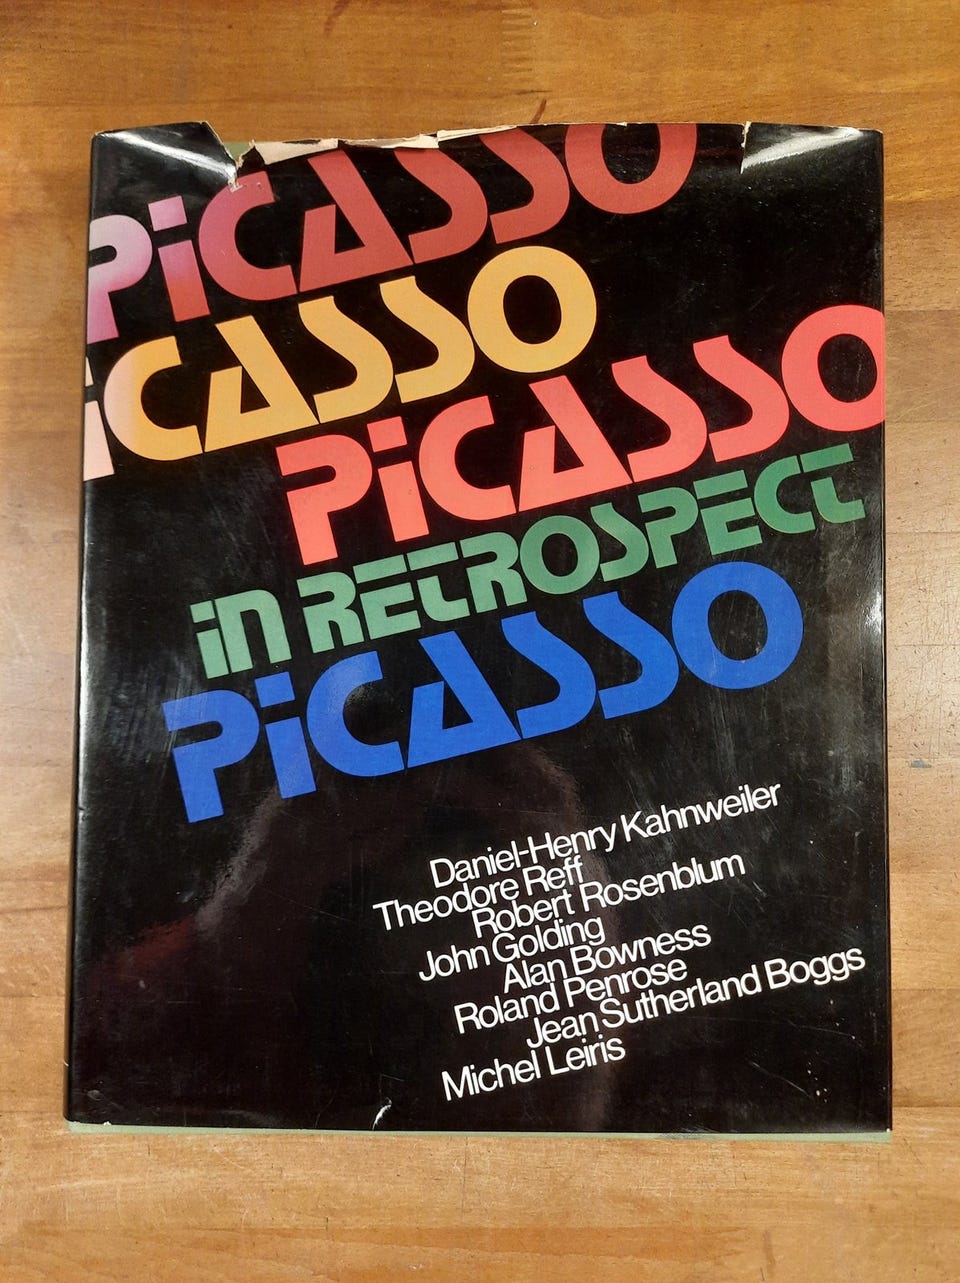 PiCASSO
iCASSO
PiCASSO
in RETROSPECT
PiCASSO
Daniel-Henry Kahnweiler
Theodore Reff
Robert Rosenblum
John Golding
Alan Bowness
Roland Penrose
Jean Sutherland Boggs
Michel Leiris